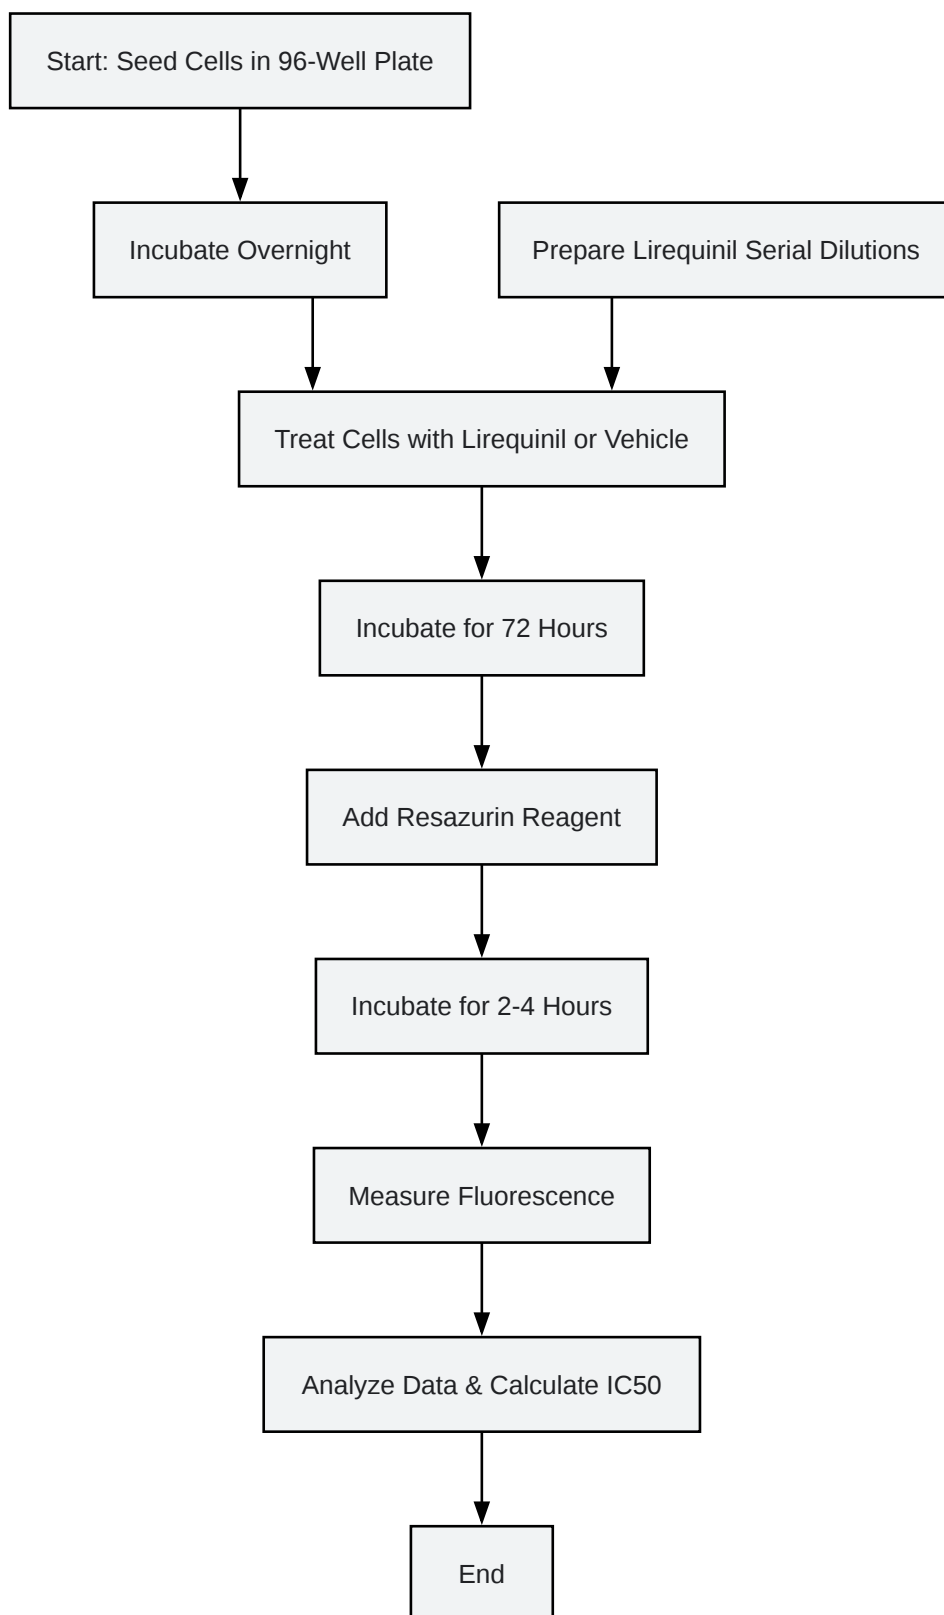 Start: Seed Cells in 96-Well Plate
Incubate Overnight
Prepare Lirequinil Serial Dilutions
Treat Cells with Lirequinil or Vehicle
Incubate for 72 Hours
Add Resazurin Reagent
Incubate for 2-4 Hours
Measure Fluorescence
Analyze Data & Calculate IC50
End